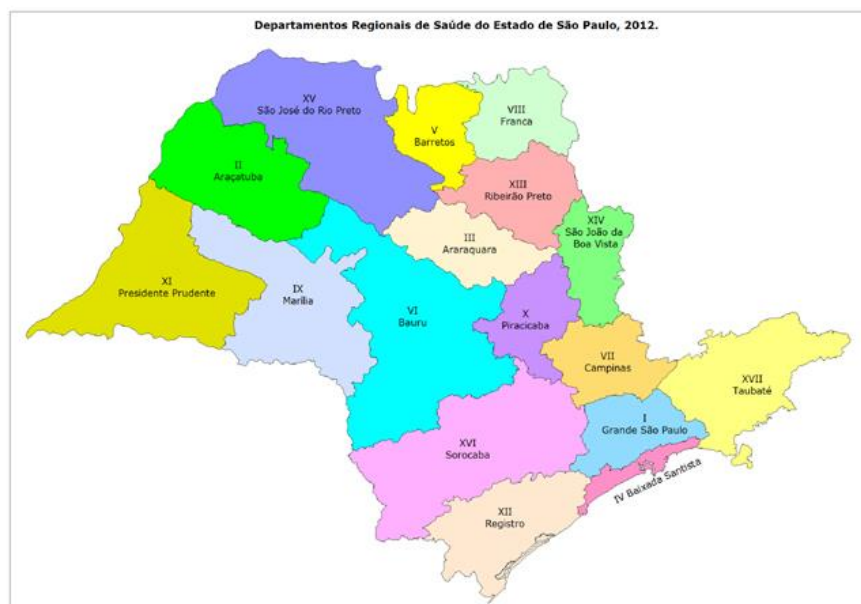 Departamentos Regionais de Saúde do Estado de São Paulo, 2012.
XV
São José do Rio Preto
VIII
Franca
V
Barretos
II
Araçatuba
XIII
Ribeirão Preto
XIV
São João da
Boa Vista
III
Araraquara
XI
Presidente Prudente
IX
Marília
VI
Bauru
X
Piracicaba
VII
Campinas
XVII
Taubaté
I
Grande São Paulo
XVI
Sorocaba
IV Baixada Santista
XII
Registro